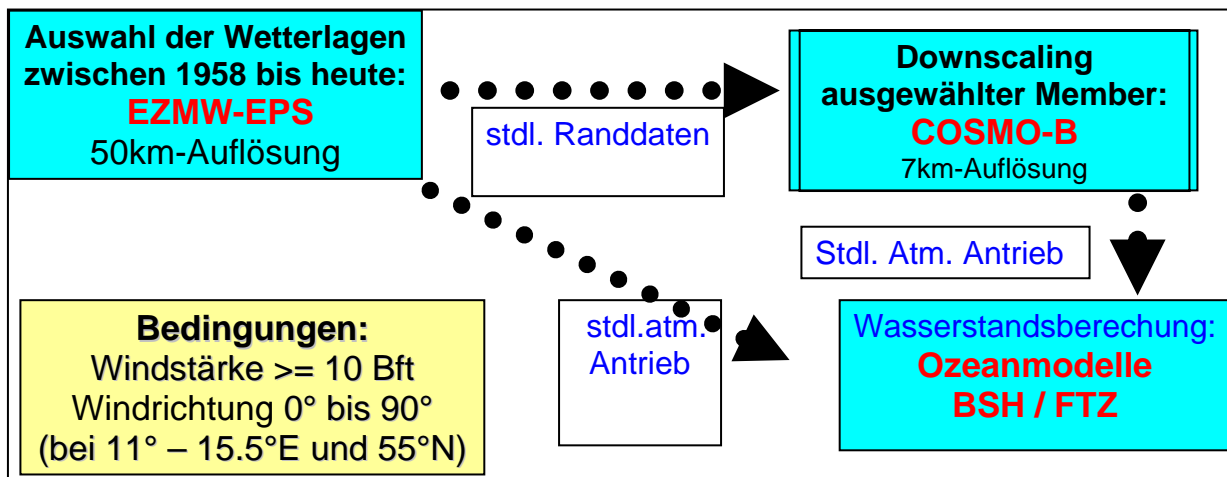 Auswahl der Wetterlagen
zwischen 1958 bis heute:
EZMW-EPS
50km-Auflösung
stdl. Randdaten
Downscaling
ausgewählter Member:
COSMO-B
7km-Auflösung
Stdl. Atm. Antrieb
stdl.atm.
Antrieb
Bedingungen:
Windstärke >= 10 Bft
Windrichtung 0° bis 90°
(bei 11° – 15.5°E und 55°N)
Wasserstandsberechung:
Ozeanmodelle
BSH / FTZ